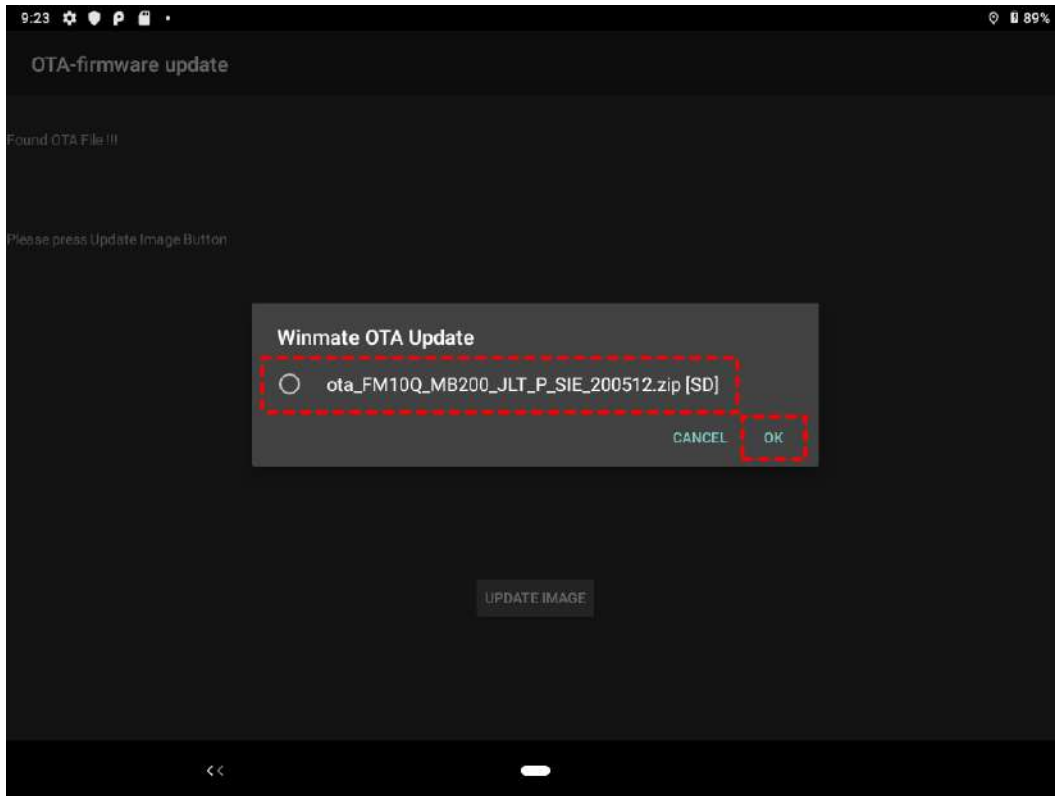 9:23
89%
OTA-firmware update
Found OTA File !!!
Please press Update Image Button
Winmate OTA Update
ota_FM10Q_MB200_JLT_P_SIE_200512.zip [SD]
CANCEL OK
UPDATE IMAGE